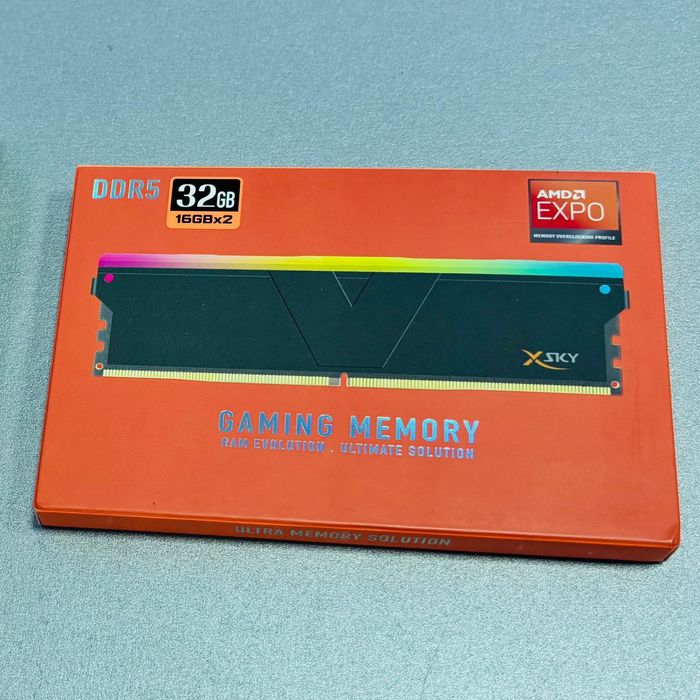 DDR5
32GB
16GBx2
AMD
EXPO
MEMORY OVERCLOCKING PROFILE
XSKY
GAMING MEMORY
RAM EVOLUTION . ULTIMATE SOLUTION
ULTRA MEMORY SOLUTION